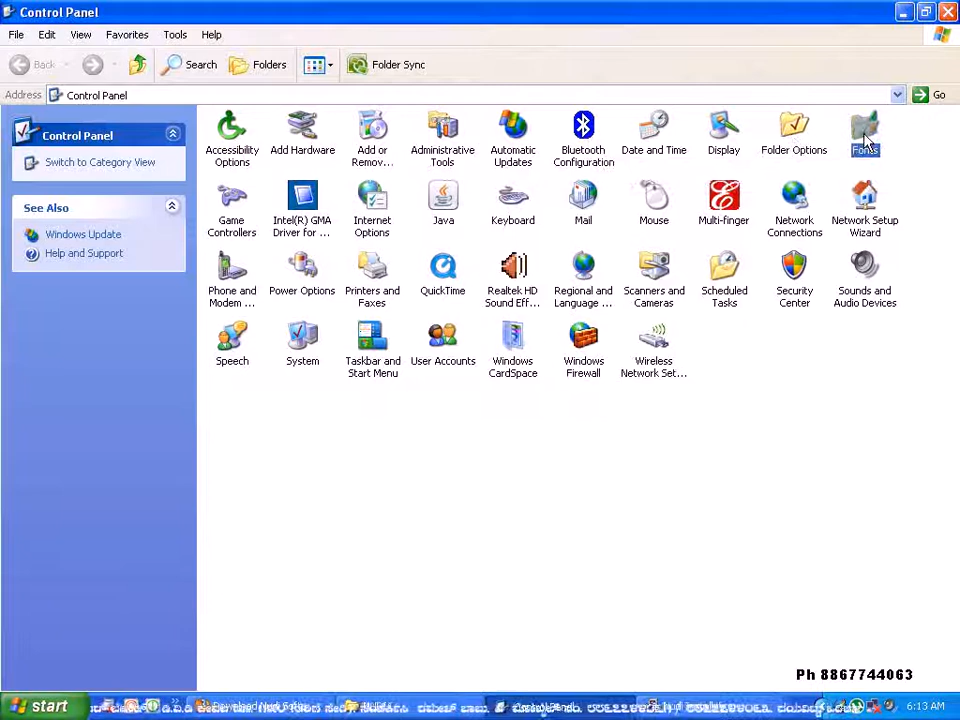 Control Panel
File Edit View Favorites Tools Help
Back Search Folders Folder Sync
Address Control Panel Go
Control Panel
Switch to Category View
See Also
Windows Update
Help and Support
Accessibility Options
Add Hardware
Add or Remov...
Administrative Tools
Automatic Updates
Bluetooth Configuration
Date and Time
Display
Folder Options
Fonts
Game Controllers
Intel(R) GMA Driver for ...
Internet Options
Java
Keyboard
Mail
Mouse
Multi-finger
Network Connections
Network Setup Wizard
Phone and Modem ...
Power Options
Printers and Faxes
QuickTime
Realtek HD Sound Eff...
Regional and Language ...
Scanners and Cameras
Scheduled Tasks
Security Center
Sounds and Audio Devices
Speech
System
Taskbar and Start Menu
User Accounts
Windows CardSpace
Windows Firewall
Wireless Network Set...
Ph 8867744063
start
6:13 AM